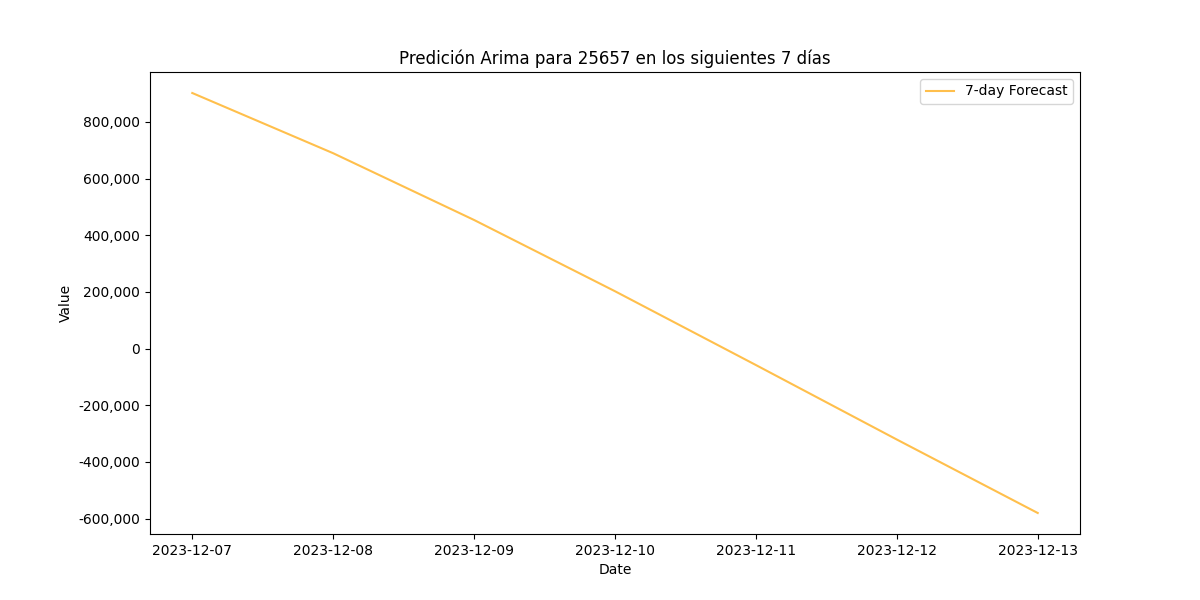 Predición Arima para 25657 en los siguientes 7 días
7-day Forecast
Value
800,000
600,000
400,000
200,000
0
-200,000
-400,000
-600,000
2023-12-07 2023-12-08 2023-12-09 2023-12-10 2023-12-11 2023-12-12 2023-12-13
Date